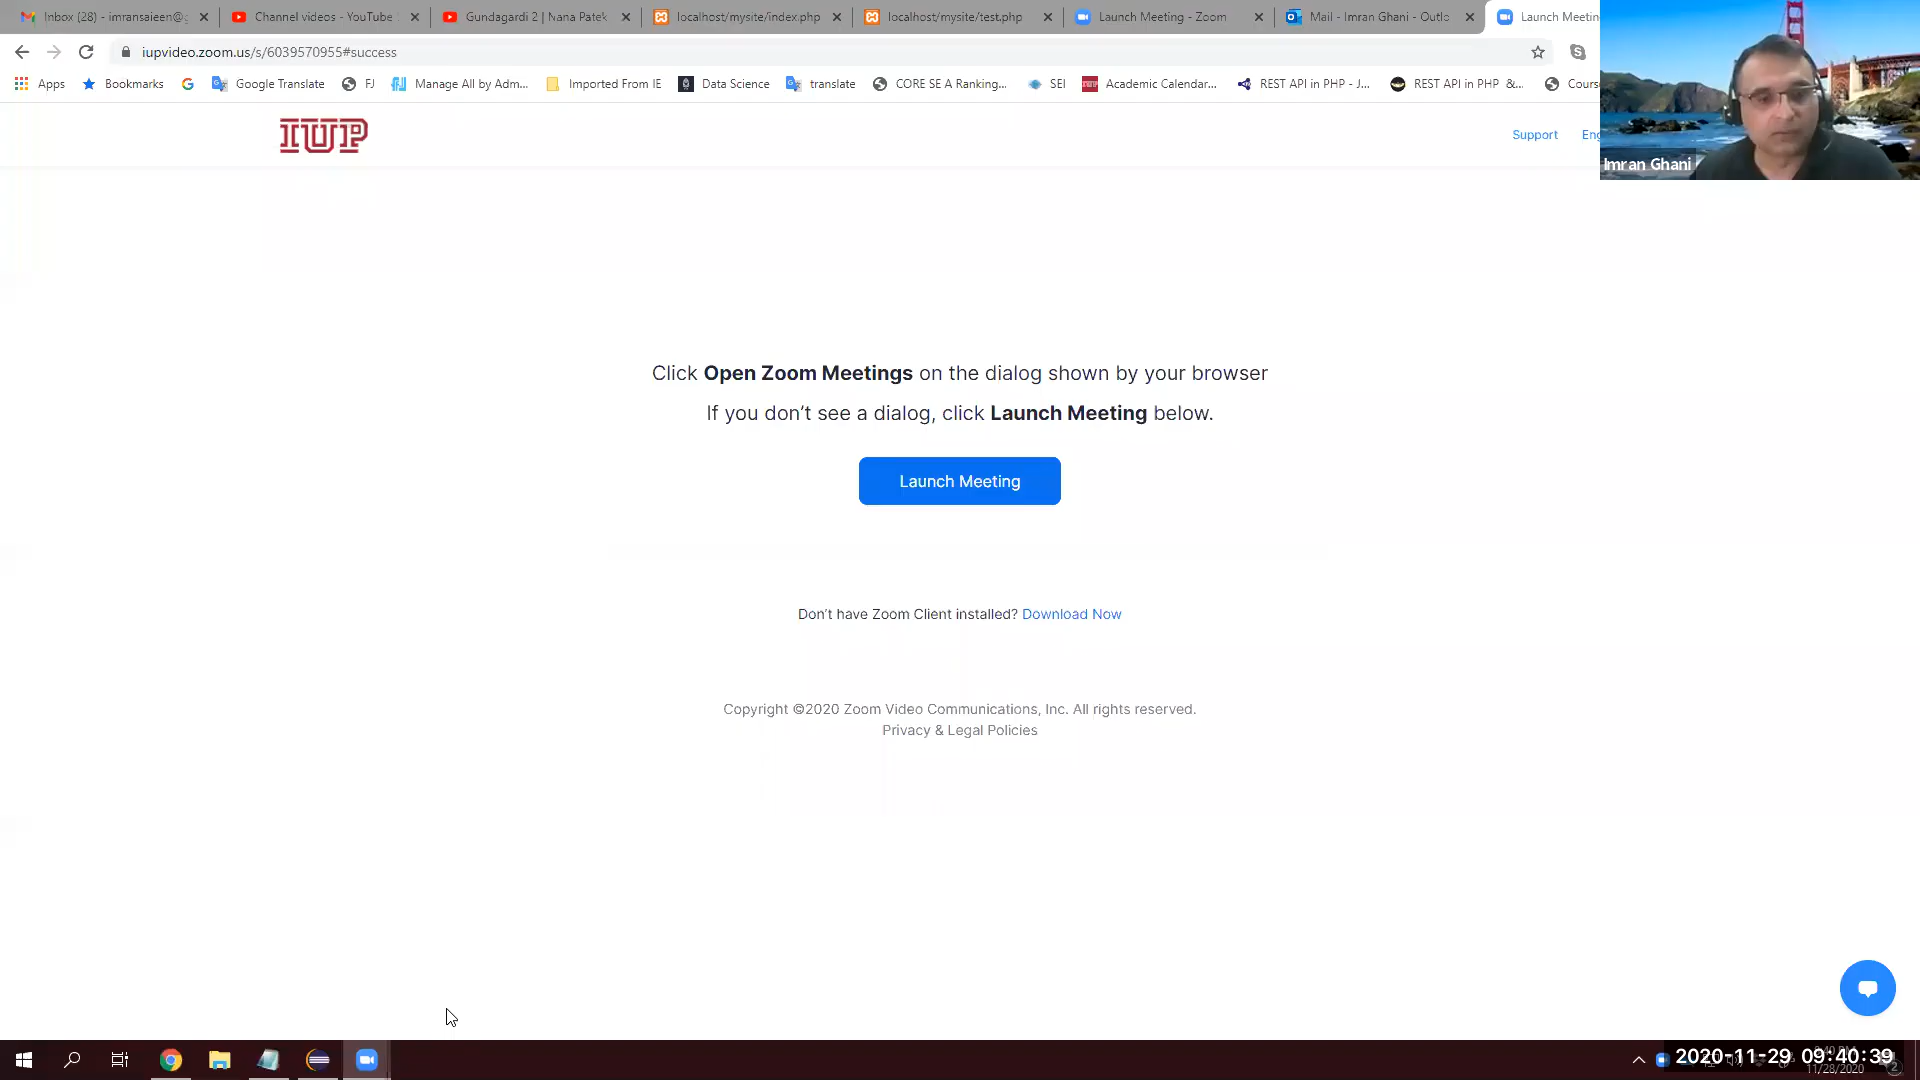 Inbox (28) - imransaieen@g
Channel videos - YouTube
Gundagardi 2 | Nana Patek
localhost/mysite/index.php
localhost/mysite/test.php
Launch Meeting - Zoom
Mail - Imran Ghani - Outlo
Launch Meetin
iupvideo.zoom.us/s/6039570955#success
Apps
Bookmarks
Google Translate
FJ
Manage All by Adm...
Imported From IE
Data Science
translate
CORE SE A Ranking...
SEI
Academic Calendar...
REST API in PHP - J...
REST API in PHP &...
Cours
IUP
Support
Eng
Imran Ghani
Click Open Zoom Meetings on the dialog shown by your browser
If you don't see a dialog, click Launch Meeting below.
Launch Meeting
Don't have Zoom Client installed? Download Now
Copyright ©2020 Zoom Video Communications, Inc. All rights reserved.
Privacy & Legal Policies
2020-11-29 09:40:39
11/28/2020
2